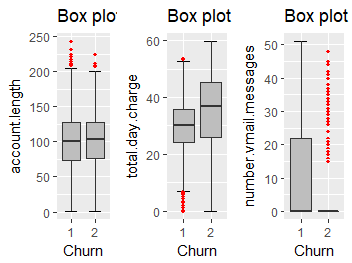 Box plot
account.length
250
200
150
100
50
0
1 2
Churn
Box plot
total.day.charge
60
40
20
0
1 2
Churn
Box plot
number.vmail.messages
50
40
30
20
10
0
1 2
Churn